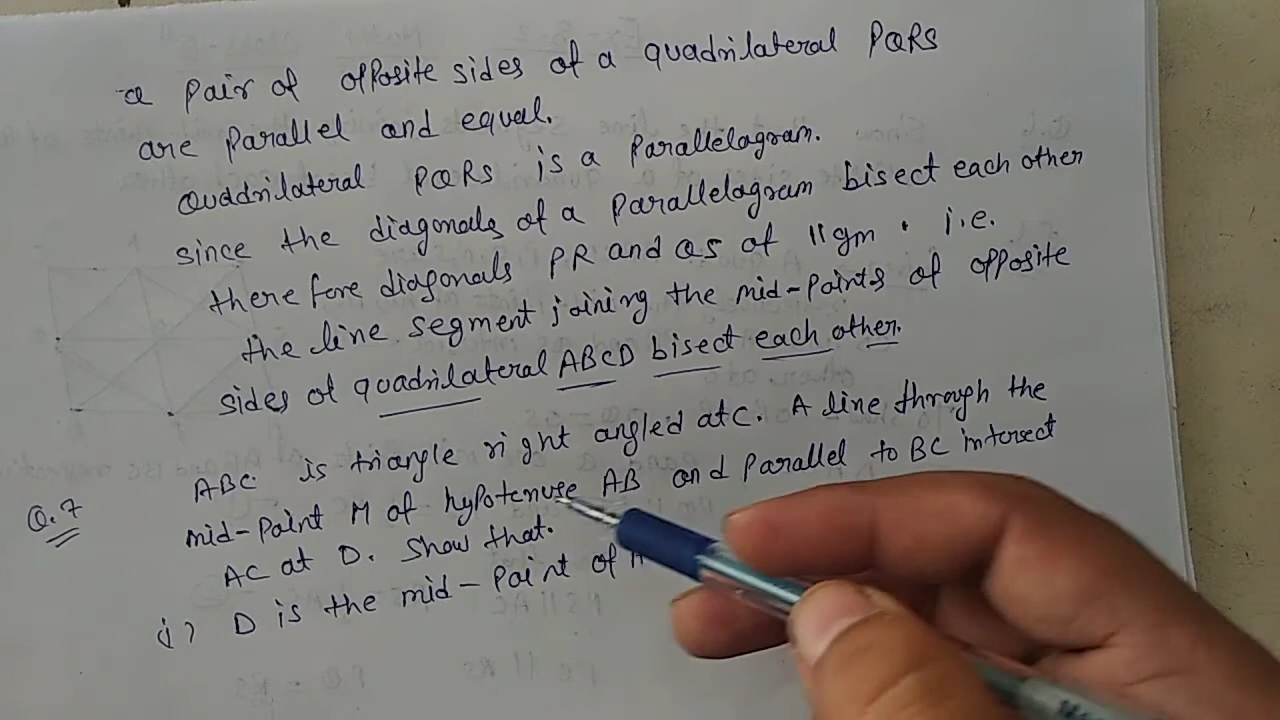 a pair of opposite sides of a quadrilateral PQRS
are parallel and equal.
Quadrilateral PQRS is a parallelogram.
since the diagonals of a parallelogram bisect each other
therefore diagonals PR and QS of ||gm . i.e.
the line segment joining the mid-points of opposite
sides of quadrilateral ABCD bisect each other.
Q.7 ABC is triangle right angled at C. A line through the
mid-point M of hypotenuse AB and parallel to BC intersect
AC at D. Show that.
i) D is the mid-point of